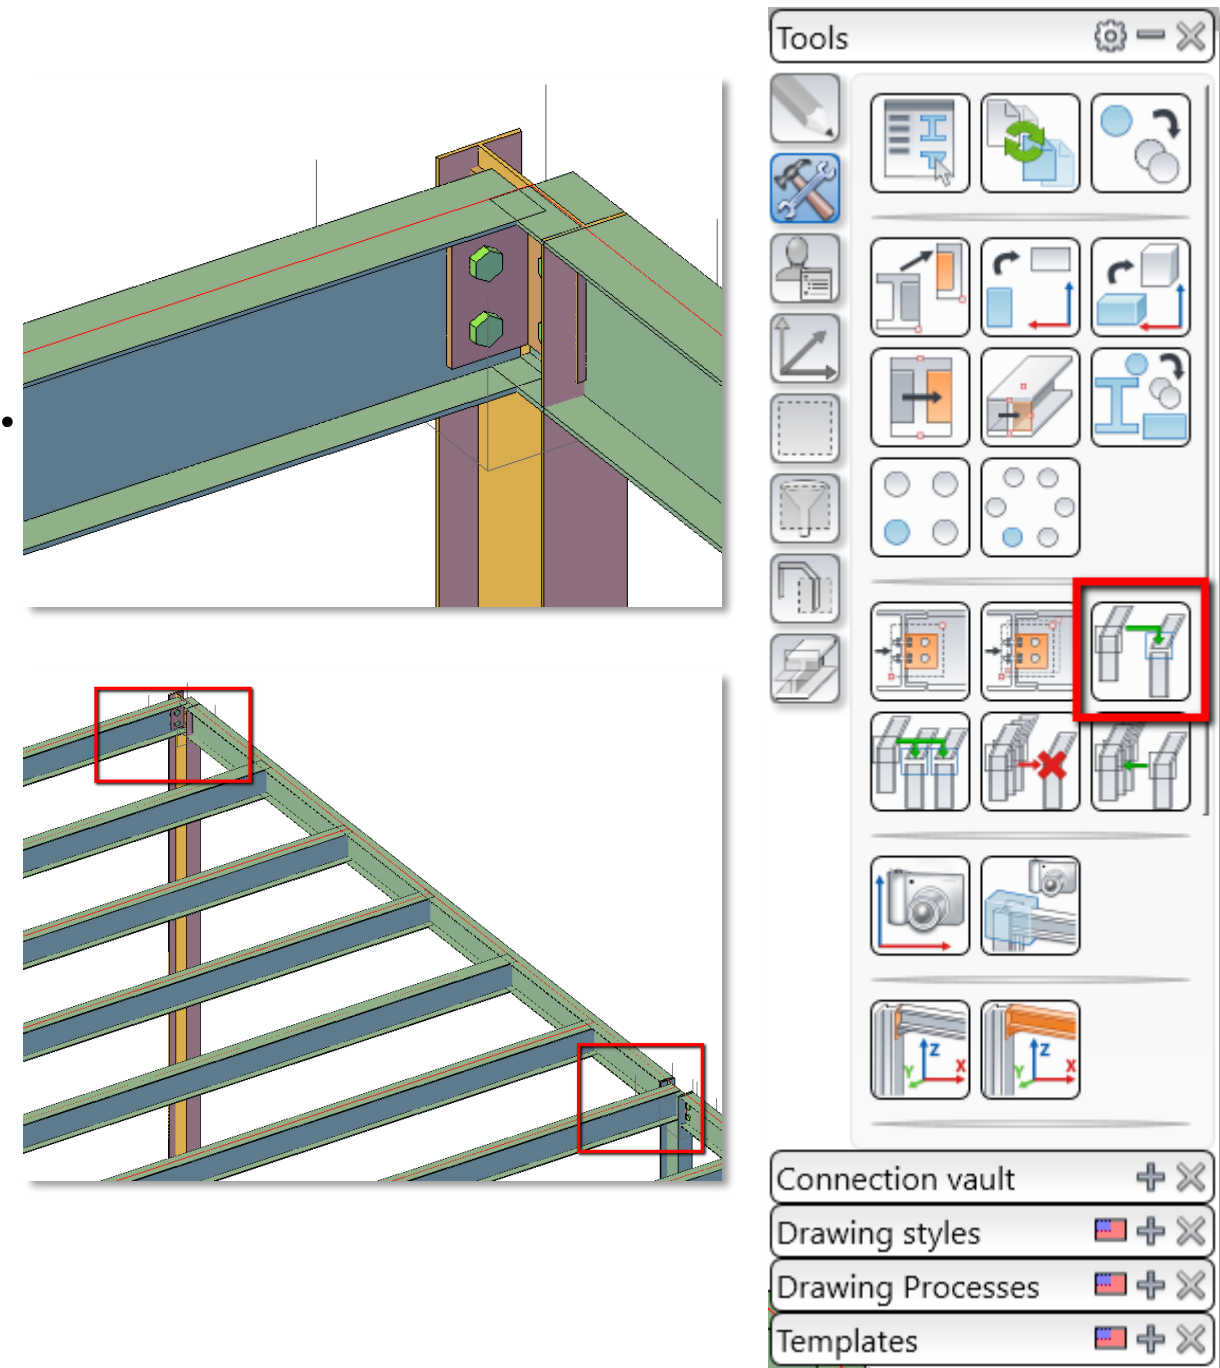 Tools
Z
Y
X
Z
Y
X
Connection vault
Drawing styles
Drawing Processes
Templates